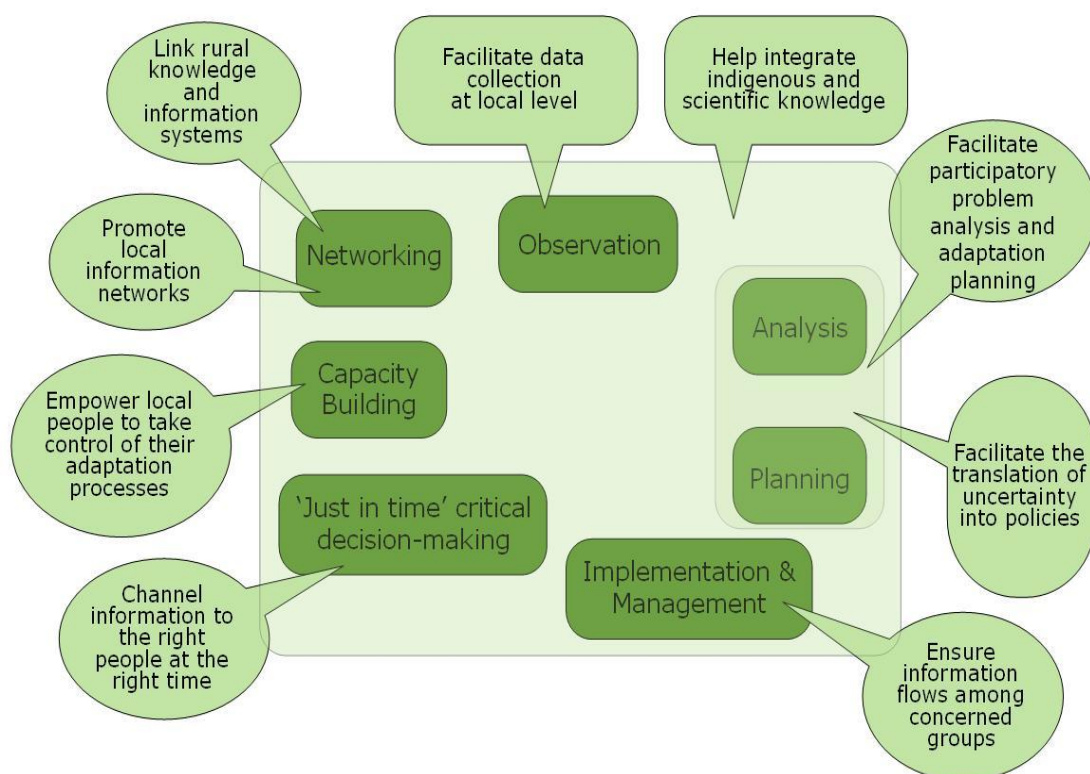 Link rural
knowledge
and
information
systems
Facilitate data
collection
at local level
Help integrate
indigenous and
scientific knowledge
Facilitate
participatory
problem
analysis and
adaptation
planning
Promote
local
information
networks
Networking
Observation
Analysis
Capacity
Building
Empower local
people to take
control of their
adaptation
processes
Planning
Facilitate the
translation of
uncertainty
into policies
‘Just in time’ critical
decision-making
Implementation &
Management
Channel
information to
the right
people at the
right time
Ensure
information
flows among
concerned
groups